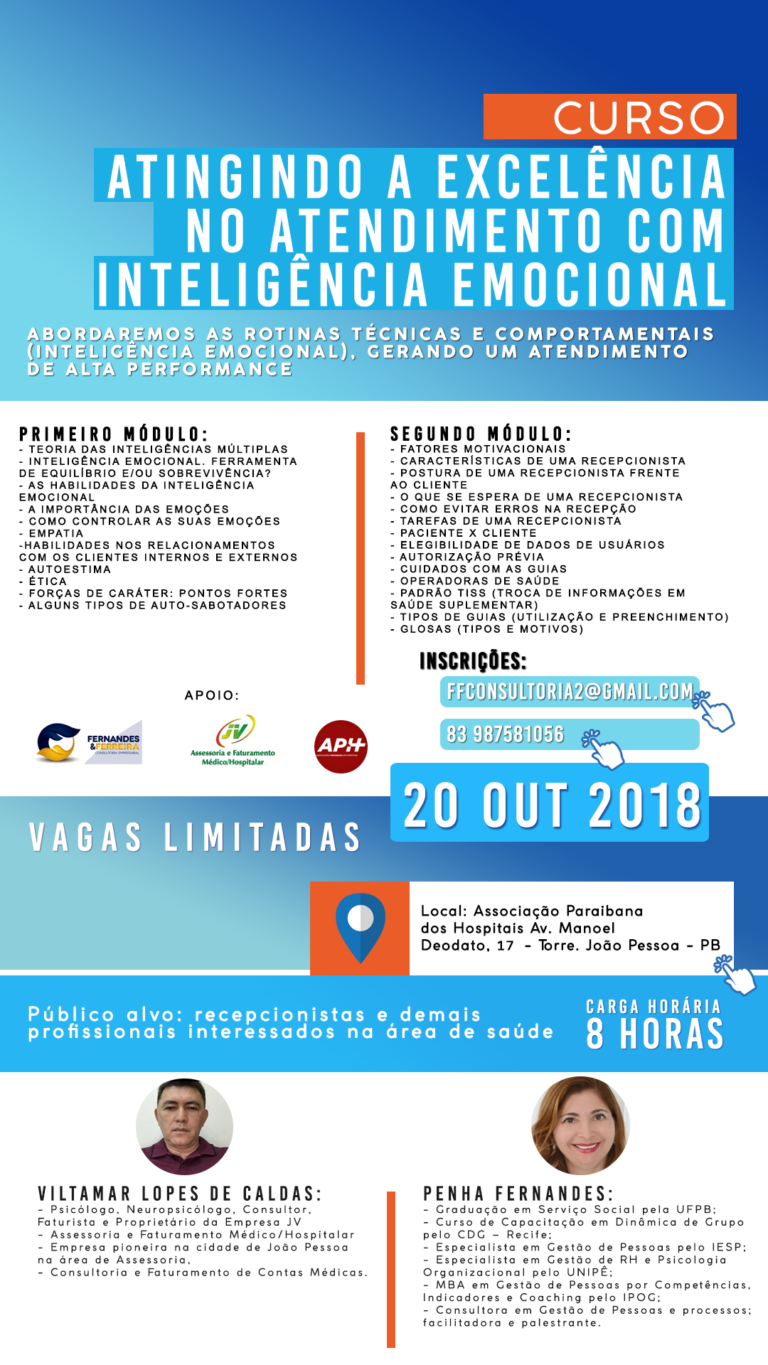 CURSO
ATINGINDO A EXCELÊNCIA
NO ATENDIMENTO COM
INTELIGÊNCIA EMOCIONAL
ABORDAREMOS AS ROTINAS TÉCNICAS E COMPORTAMENTAIS
(INTELIGÊNCIA EMOCIONAL), GERANDO UM ATENDIMENTO
DE ALTA PERFORMANCE
PRIMEIRO MÓDULO:
- TEORIA DAS INTELIGÊNCIAS MÚLTIPLAS
- INTELIGÊNCIA EMOCIONAL. FERRAMENTA
DE EQUILÍBRIO E/OU SOBREVIVÊNCIA?
- AS HABILIDADES DA INTELIGÊNCIA
EMOCIONAL
- A IMPORTÂNCIA DAS EMOÇÕES
- COMO CONTROLAR AS SUAS EMOÇÕES
- EMPATIA
-HABILIDADES NOS RELACIONAMENTOS
COM OS CLIENTES INTERNOS E EXTERNOS
- AUTOESTIMA
- ÉTICA
- FORÇAS DE CARÁTER: PONTOS FORTES
- ALGUNS TIPOS DE AUTO-SABOTADORES
SEGUNDO MÓDULO:
- FATORES MOTIVACIONAIS
- CARACTERÍSTICAS DE UMA RECEPCIONISTA
- POSTURA DE UMA RECEPCIONISTA FRENTE
AO CLIENTE
- O QUE SE ESPERA DE UMA RECEPCIONISTA
- COMO EVITAR ERROS NA RECEPÇÃO
- TAREFAS DE UMA RECEPCIONISTA
- PACIENTE X CLIENTE
- ELEGIBILIDADE DE DADOS DE USUÁRIOS
- AUTORIZAÇÃO PRÉVIA
- CUIDADOS COM AS GUIAS
- OPERADORAS DE SAÚDE
- PADRÃO TISS (TROCA DE INFORMAÇÕES EM
SAÚDE SUPLEMENTAR)
- TIPOS DE GUIAS (UTILIZAÇÃO E PREENCHIMENTO)
- GLOSAS (TIPOS E MOTIVOS)
INSCRIÇÕES:
FFCONSULTORIA2@GMAIL.COM
83 987581056
APOIO:
FERNANDES
&FERREIRA
CONSULTORIA EMPRESARIAL
JV
Assessoria e Faturamento
Médico/Hospitalar
APH
20 OUT 2018
VAGAS LIMITADAS
Local: Associação Paraibana
dos Hospitais Av. Manoel
Deodato, 17 - Torre. João Pessoa - PB
Público alvo: recepcionistas e demais
profissionais interessados na área de saúde
CARGA HORÁRIA
8 HORAS
VILTAMAR LOPES DE CALDAS:
- Psicólogo, Neuropsicólogo, Consultor,
Faturista e Proprietário da Empresa JV
- Assessoria e Faturamento Médico/Hospitalar
- Empresa pioneira na cidade de João Pessoa
na área de Assessoria,
- Consultoria e Faturamento de Contas Médicas.
PENHA FERNANDES:
- Graduação em Serviço Social pela UFPB;
- Curso de Capacitação em Dinâmica de Grupo
pelo CDG – Recife;
- Especialista em Gestão de Pessoas pelo IESP;
- Especialista em Gestão de RH e Psicologia
Organizacional pelo UNIPÊ;
- MBA em Gestão de Pessoas por Competências,
Indicadores e Coaching pelo IPOG;
- Consultora em Gestão de Pessoas e processos;
facilitadora e palestrante.